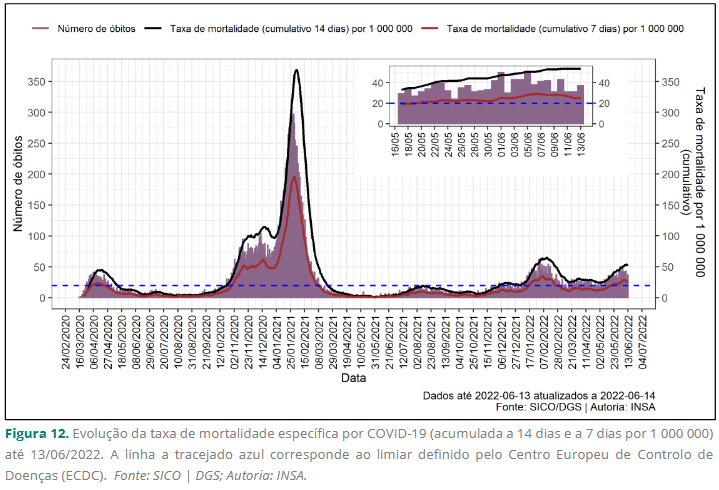 Número de óbitos Taxa de mortalidade (cumulativo 14 dias) por 1 000 000 Taxa de mortalidade (cumulativo 7 dias) por 1 000 000
350
300
250
200
150
100
50
0
Número de óbitos
40
20
0
40
20
0
16/05 18/05 20/05 22/05 24/05 26/05 28/05 30/05 01/06 03/06 05/06 07/06 09/06 11/06 13/06
350
300
250
200
150
100
50
0
Taxa de mortalidade por 1 000 000
(cumulativo)
24/02/2020 16/03/2020 06/04/2020 27/04/2020 18/05/2020 08/06/2020 29/06/2020 20/07/2020 10/08/2020 31/08/2020 21/09/2020 12/10/2020 02/11/2020 23/11/2020 14/12/2020 04/01/2021 25/01/2021 15/02/2021 08/03/2021 29/03/2021 19/04/2021 10/05/2021 31/05/2021 21/06/2021 12/07/2021 02/08/2021 23/08/2021 13/09/2021 04/10/2021 25/10/2021 15/11/2021 06/12/2021 27/12/2021 17/01/2022 07/02/2022 28/02/2022 21/03/2022 11/04/2022 02/05/2022 23/05/2022 13/06/2022 04/07/2022
Data
Dados até 2022-06-13 atualizados a 2022-06-14
Fonte: SICO/DGS | Autoria: INSA
Figura 12. Evolução da taxa de mortalidade específica por COVID-19 (acumulada a 14 dias e a 7 dias por 1 000 000)
até 13/06/2022. A linha a tracejado azul corresponde ao limiar definido pelo Centro Europeu de Controlo de
Doenças (ECDC). Fonte: SICO | DGS; Autoria: INSA.